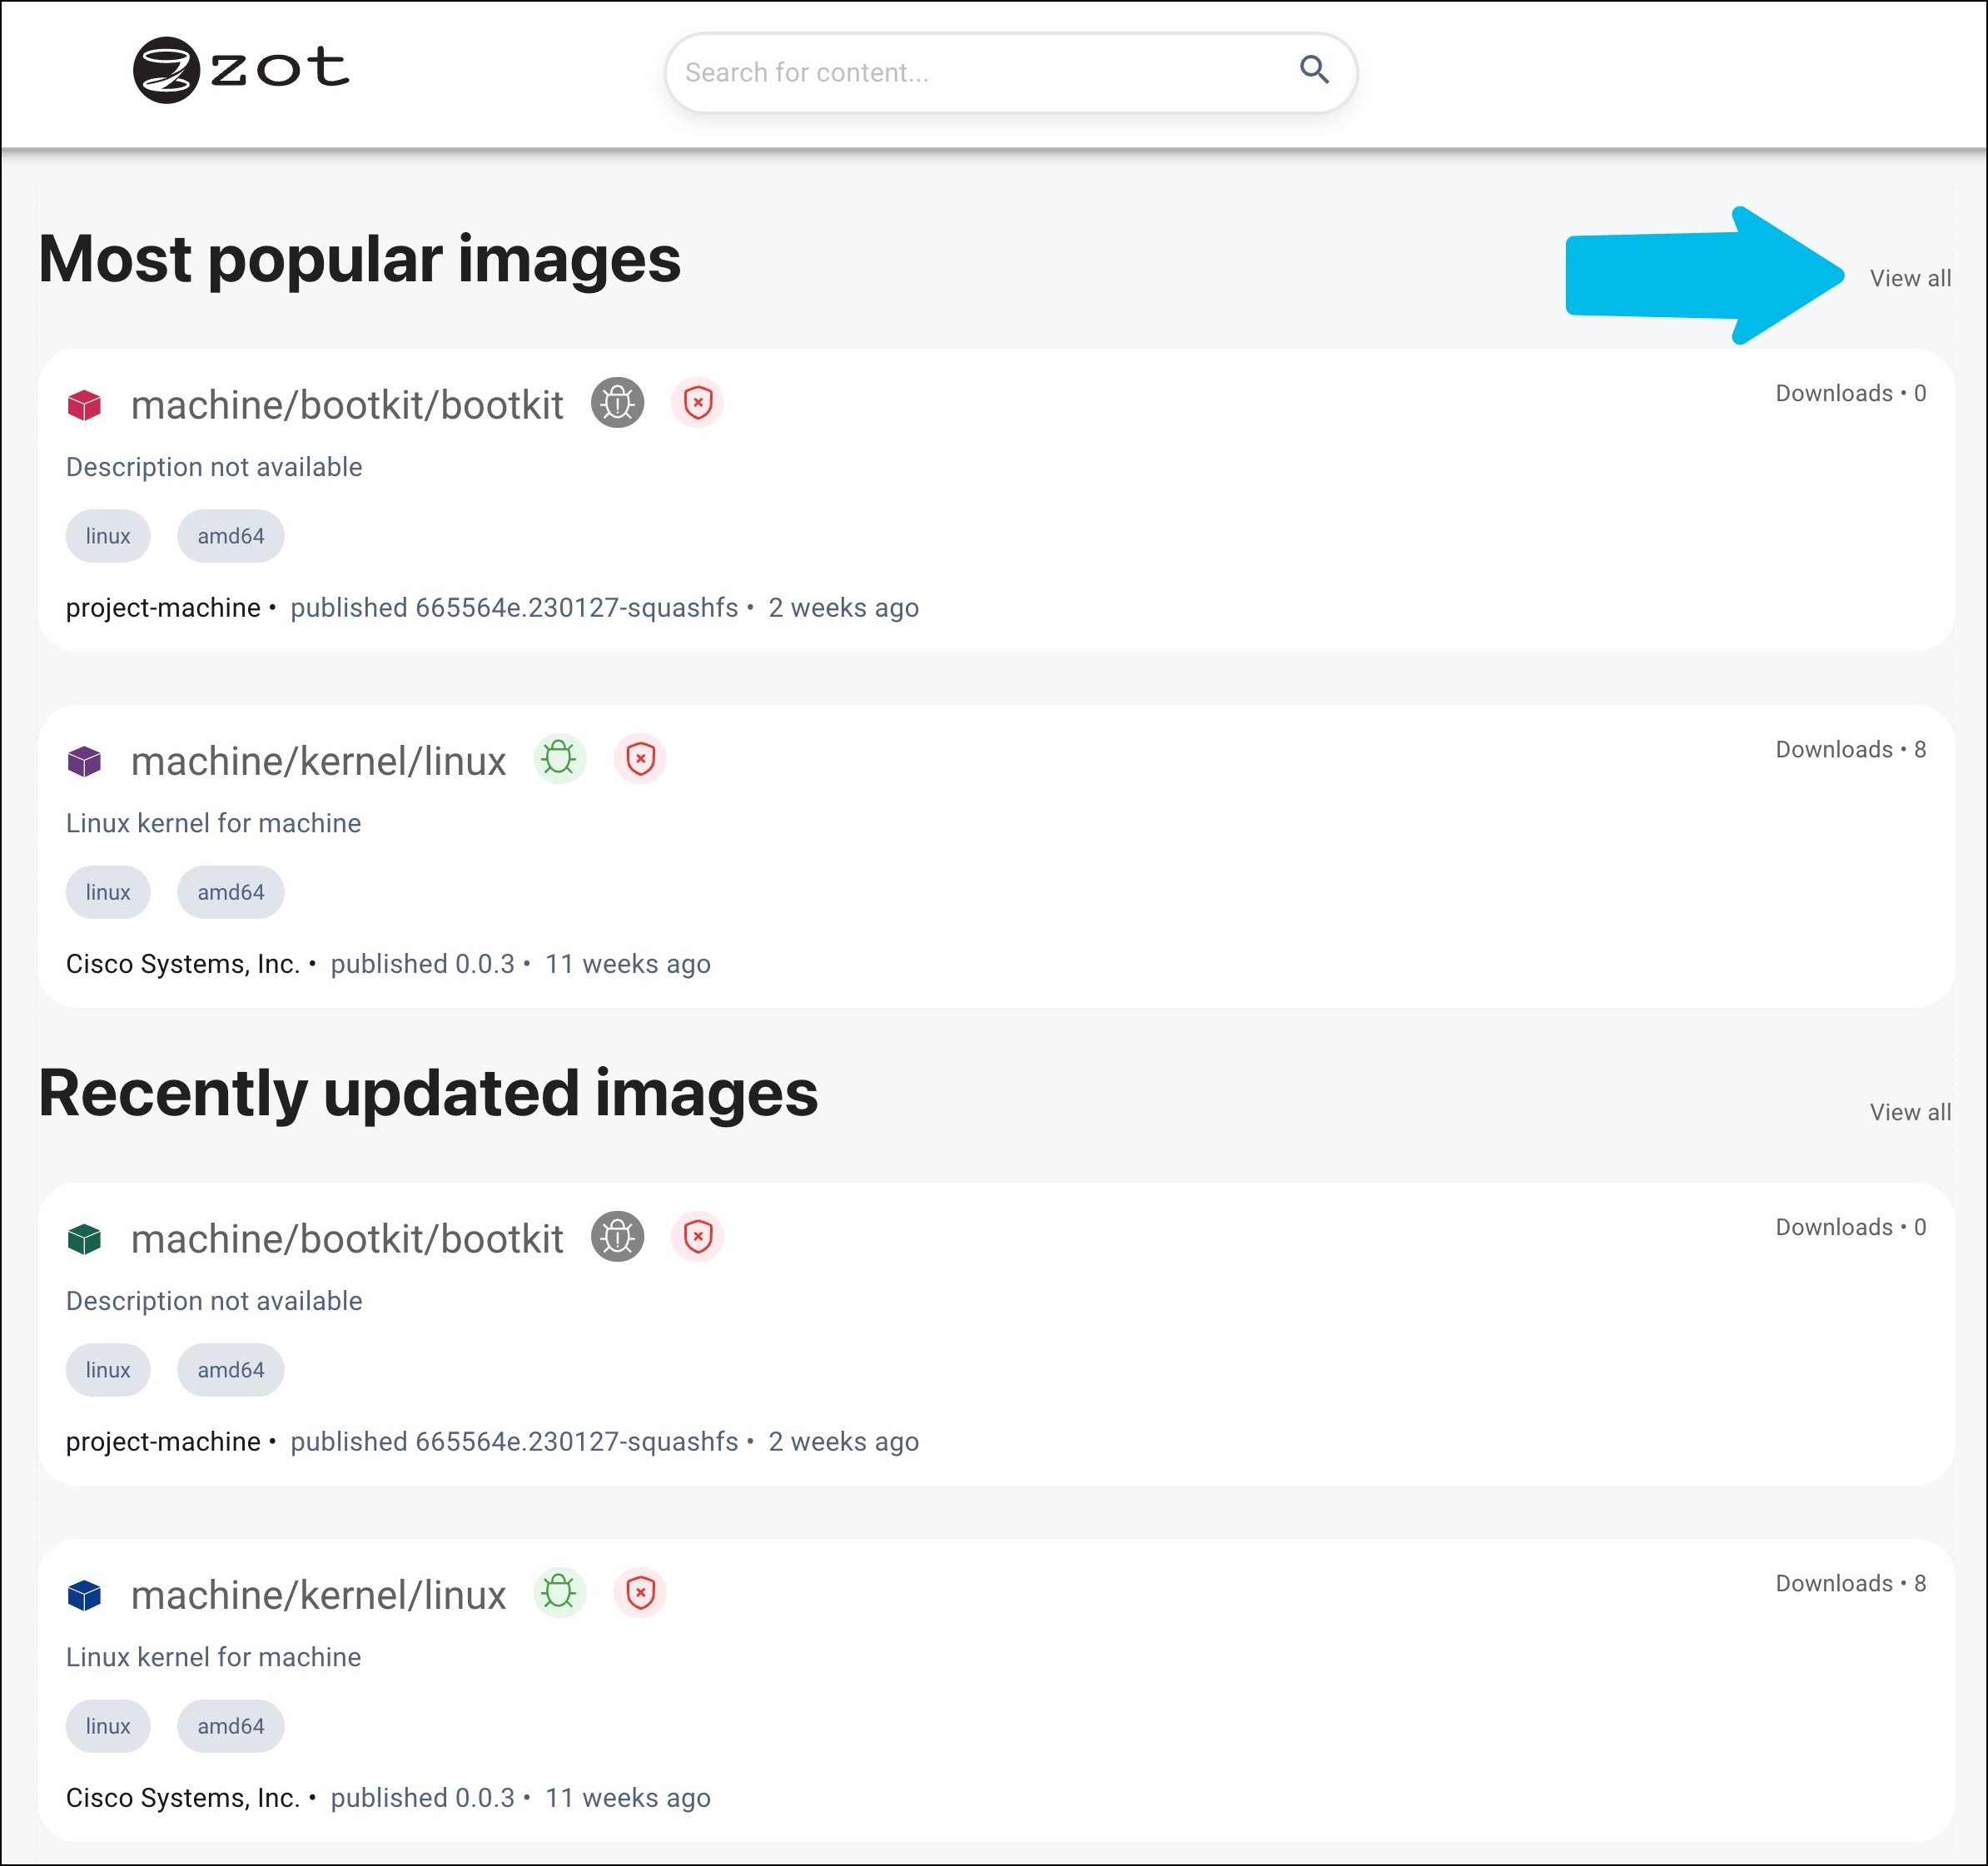 zot
Search for content...
Most popular images
View all
machine/bootkit/bootkit
Downloads • 0
Description not available
linux amd64
project-machine • published 665564e.230127-squashfs • 2 weeks ago
machine/kernel/linux
Downloads • 8
Linux kernel for machine
linux amd64
Cisco Systems, Inc. • published 0.0.3 • 11 weeks ago
Recently updated images
View all
machine/bootkit/bootkit
Downloads • 0
Description not available
linux amd64
project-machine • published 665564e.230127-squashfs • 2 weeks ago
machine/kernel/linux
Downloads • 8
Linux kernel for machine
linux amd64
Cisco Systems, Inc. • published 0.0.3 • 11 weeks ago